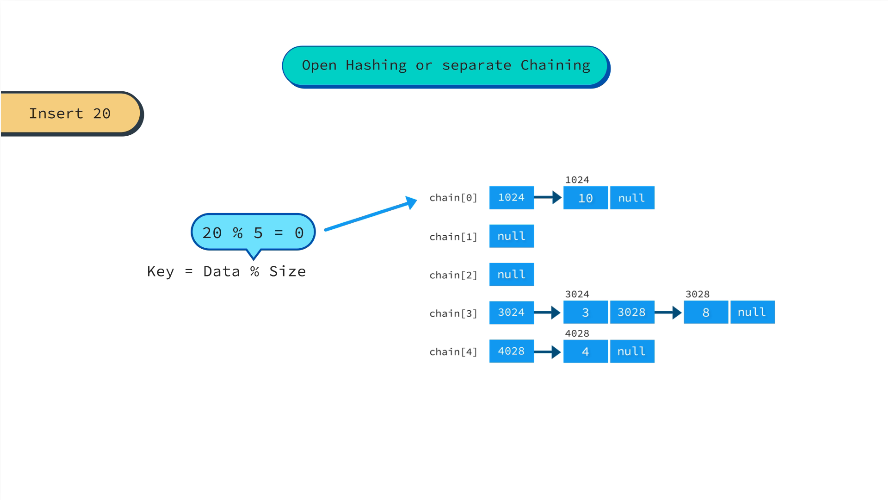 Open Hashing or separate Chaining
Insert 20
1024
chain[0] 1024 10 null
20 % 5 = 0
chain[1] null
Key = Data % Size
chain[2] null
3024 3028
chain[3] 3024 3 3028 8 null
4028
chain[4] 4028 4 null